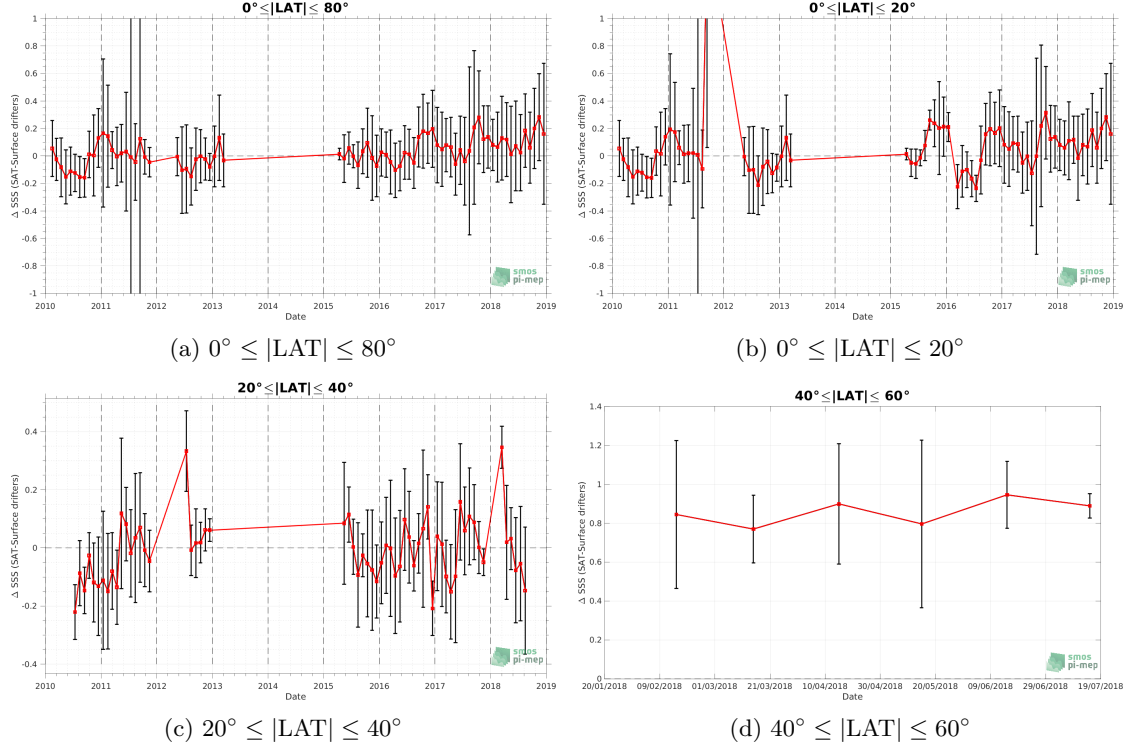 0°≤|LAT|≤ 80°
1
0.8
0.6
0.4
0.2
0
-0.2
-0.4
-0.6
-0.8
-1
Δ SSS (SAT-Surface drifters)
2010 2011 2012 2013 2014 2015 2016 2017 2018 2019
Date
smos
pi-mep
(a) 0° ≤ |LAT| ≤ 80°
0°≤|LAT|≤ 20°
1
0.8
0.6
0.4
0.2
0
-0.2
-0.4
-0.6
-0.8
-1
Δ SSS (SAT-Surface drifters)
2010 2011 2012 2013 2014 2015 2016 2017 2018 2019
Date
smos
pi-mep
(b) 0° ≤ |LAT| ≤ 20°
20°≤|LAT|≤ 40°
0.4
0.2
0
-0.2
-0.4
Δ SSS (SAT-Surface drifters)
2010 2011 2012 2013 2014 2015 2016 2017 2018 2019
Date
smos
pi-mep
(c) 20° ≤ |LAT| ≤ 40°
40°≤|LAT|≤ 60°
1.4
1.2
1
0.8
0.6
0.4
0.2
0
Δ SSS (SAT-Surface drifters)
20/01/2018 09/02/2018 01/03/2018 21/03/2018 10/04/2018 30/04/2018 20/05/2018 09/06/2018 29/06/2018 19/07/2018
Date
smos
pi-mep
(d) 40° ≤ |LAT| ≤ 60°